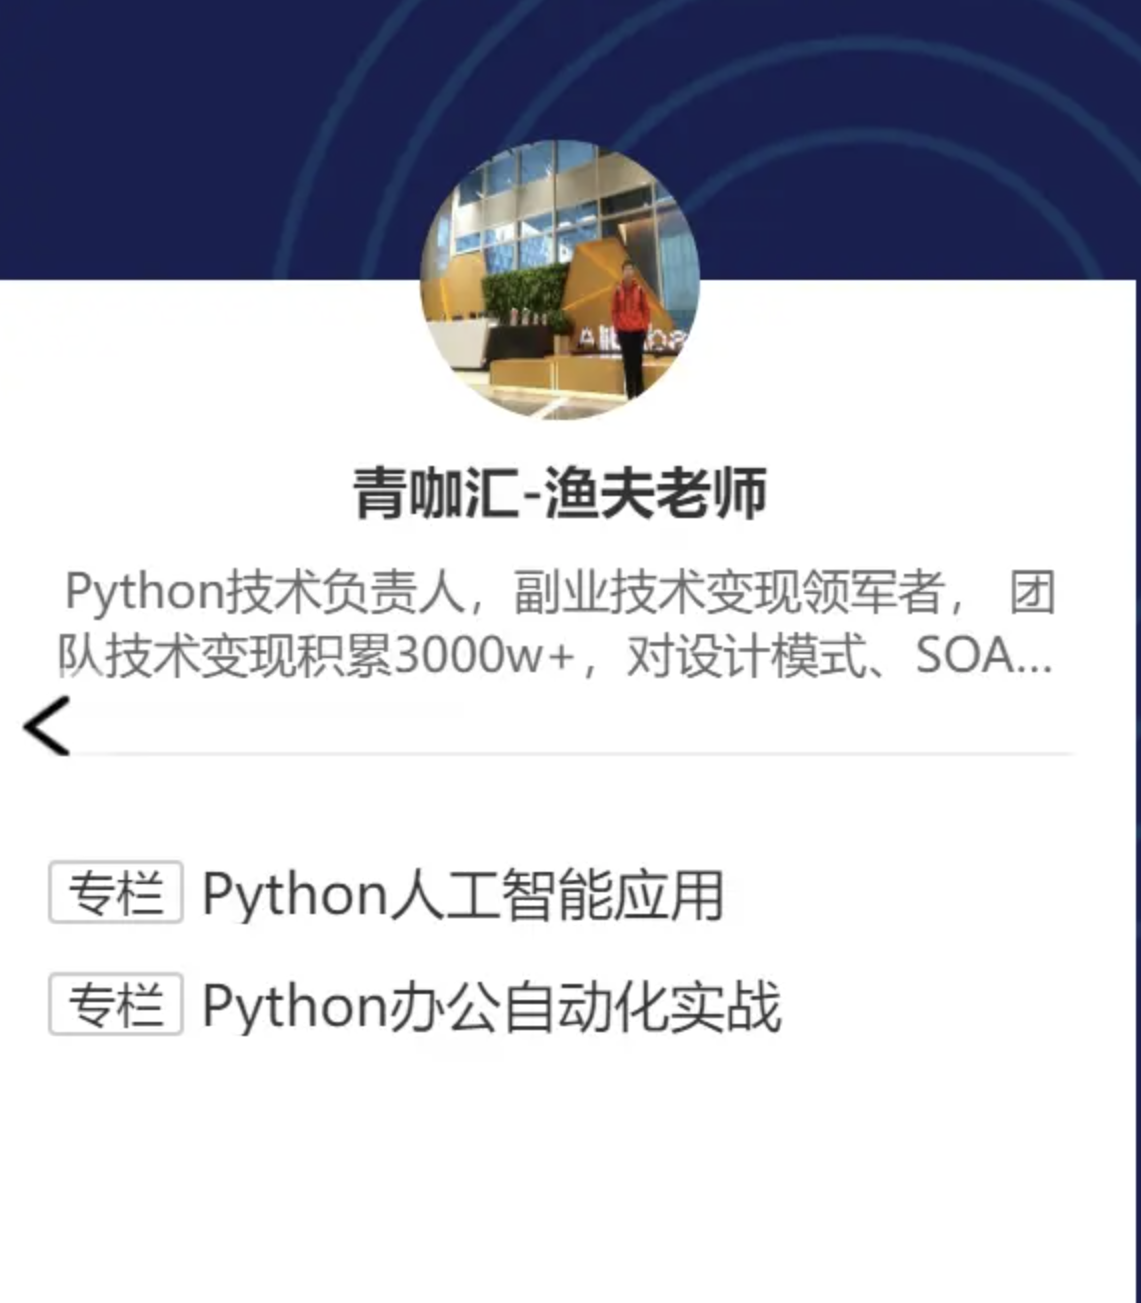 青咖汇-渔夫老师
Python技术负责人，副业技术变现领军者， 团
队技术变现积累3000w+，对设计模式、SOA...
专栏 Python人工智能应用
专栏 Python办公自动化实战